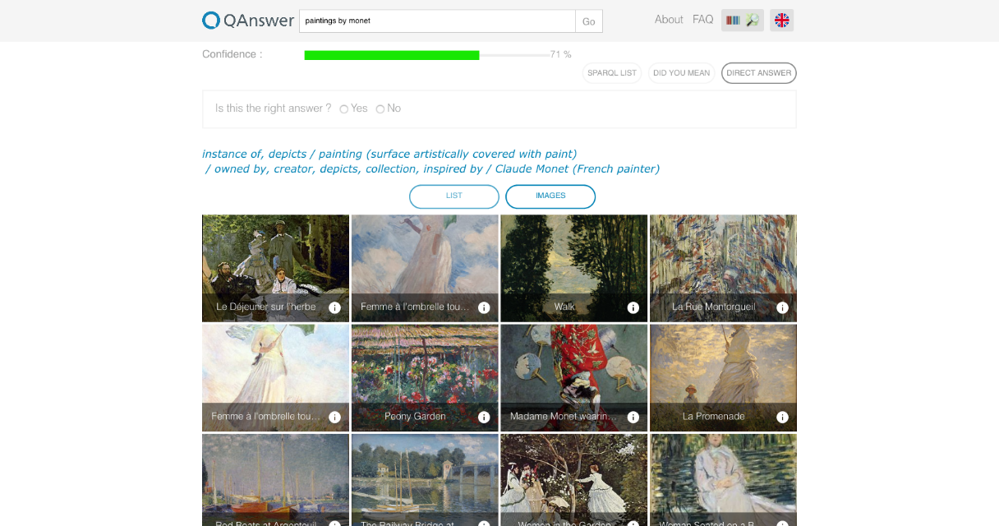 QAnswer
paintings by monet
Go
About FAQ
Confidence :
71 %
SPARQL LIST DID YOU MEAN DIRECT ANSWER
Is this the right answer ? Yes No
instance of, depicts / painting (surface artistically covered with paint)
/ owned by, creator, depicts, collection, inspired by / Claude Monet (French painter)
LIST IMAGES
Le Déjeuner sur l'herbe
Femme à l'ombrelle tou...
Walk
La Rue Montorgueil
Femme à l'ombrelle tou...
Peony Garden
Madame Monet wearin...
La Promenade
Red Boats at Argenteuil
The Railway Bridge at
Women in the Garden
Woman Seated on a B